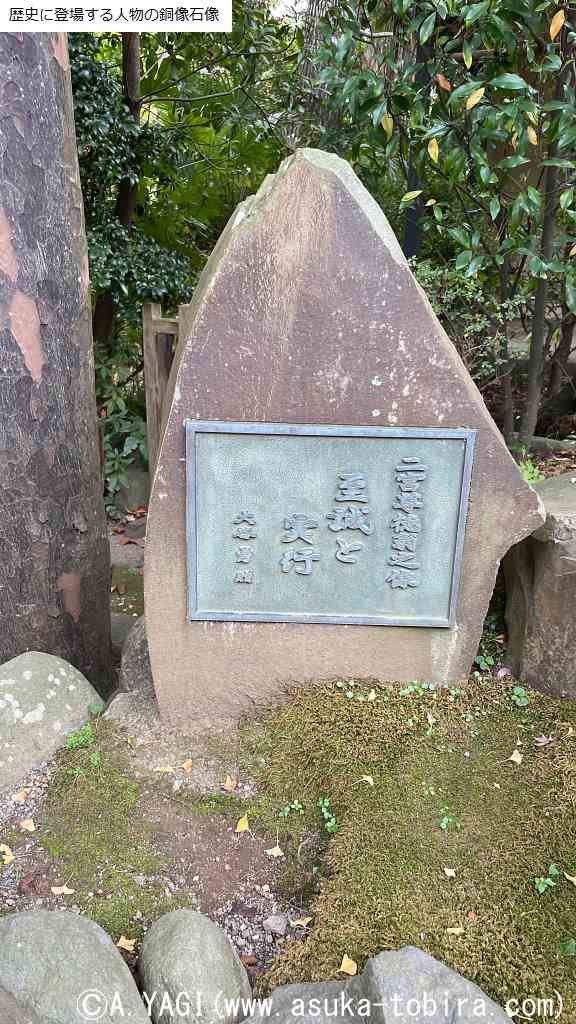 歴史に登場する人物の銅像石像
二宮尊徳翁之像
至誠と
実行
©A.YAGI(www.asuka-tobira.com)